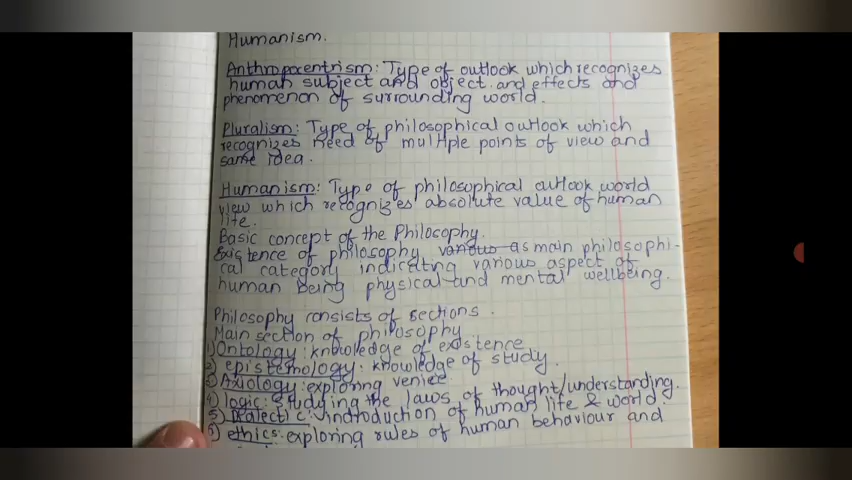 Humanism.
Anthropocentrism: Type of outlook which recognizes
human subject and object and effects and
phenomenon of surrounding world.
Pluralism: Type of philosophical outlook which
recognizes need of multiple points of view and
same idea.
Humanism: Type of philosophical outlook world
view which recognizes absolute value of human
life.
Basic concept of the Philosophy.
Existence of philosophy various as main philosophi-
cal category indicating various aspect of
human being physical and mental wellbeing.
Philosophy consists of sections.
Main section of philosophy
1) Ontology: knowledge of existence
2) epistemology: knowledge of study.
3) Axiology: exploring
4) logic: studying the laws of thought/understanding.
5) introduction of human life & world.
6) ethics: exploring rules of human behaviour and